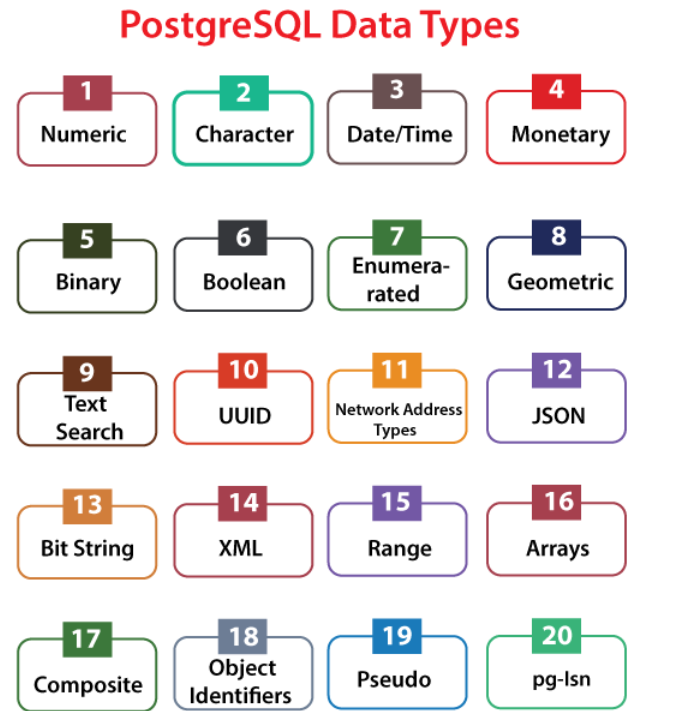 PostgreSQL Data Types
1
Numeric
2
Character
3
Date/Time
4
Monetary
5
Binary
6
Boolean
7
Enumera-
rated
8
Geometric
9
Text
Search
10
UUID
11
Network Address
Types
12
JSON
13
Bit String
14
XML
15
Range
16
Arrays
17
Composite
18
Object
Identifiers
19
Pseudo
20
pg-lsn